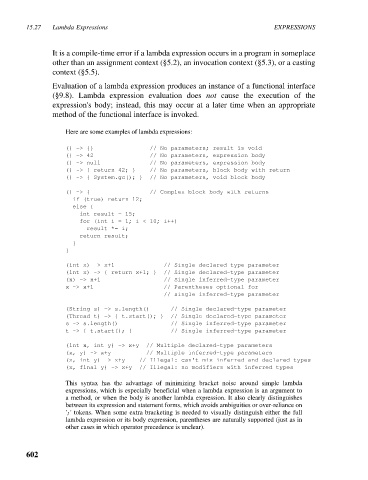 15.27 Lambda Expressions EXPRESSIONS
It is a compile-time error if a lambda expression occurs in a program in someplace
other than an assignment context (§5.2), an invocation context (§5.3), or a casting
context (§5.5).
Evaluation of a lambda expression produces an instance of a functional interface
(§9.8). Lambda expression evaluation does not cause the execution of the
expression's body; instead, this may occur at a later time when an appropriate
method of the functional interface is invoked.
Here are some examples of lambda expressions:
() -> {} // No parameters; result is void
() -> 42 // No parameters, expression body
() -> null // No parameters, expression body
() -> { return 42; } // No parameters, block body with return
() -> { System.gc(); } // No parameters, void block body
() -> { // Complex block body with returns
if (true) return 12;
else {
int result = 15;
for (int i = 1; i < 10; i++)
result *= i;
return result;
}
}
(int x) -> x+1 // Single declared-type parameter
(int x) -> { return x+1; } // Single declared-type parameter
(x) -> x+1 // Single inferred-type parameter
x -> x+1 // Parentheses optional for
// single inferred-type parameter
(String s) -> s.length() // Single declared-type parameter
(Thread t) -> { t.start(); } // Single declared-type parameter
s -> s.length() // Single inferred-type parameter
t -> { t.start(); } // Single inferred-type parameter
(int x, int y) -> x+y // Multiple declared-type parameters
(x, y) -> x+y // Multiple inferred-type parameters
(x, int y) -> x+y // Illegal: can't mix inferred and declared types
(x, final y) -> x+y // Illegal: no modifiers with inferred types
This syntax has the advantage of minimizing bracket noise around simple lambda
expressions, which is especially beneficial when a lambda expression is an argument to
a method, or when the body is another lambda expression. It also clearly distinguishes
between its expression and statement forms, which avoids ambiguities or over-reliance on
';' tokens. When some extra bracketing is needed to visually distinguish either the full
lambda expression or its body expression, parentheses are naturally supported (just as in
other cases in which operator precedence is unclear).
602